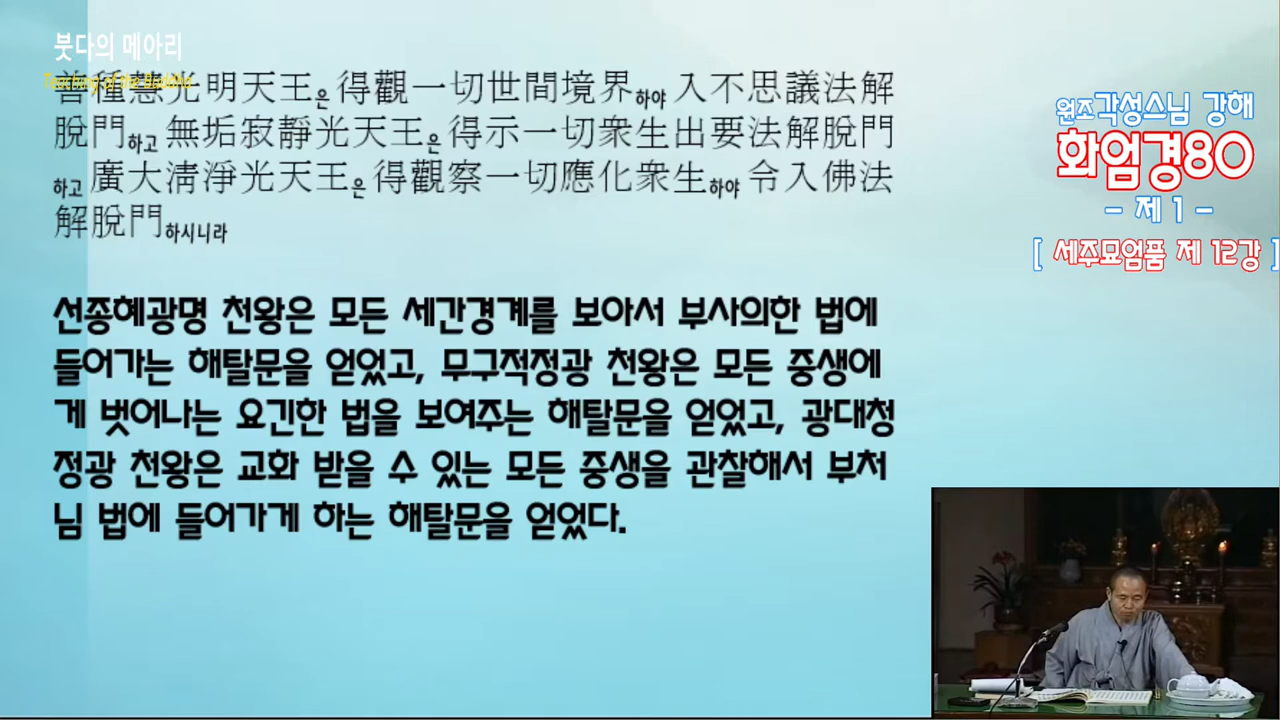 붓다의 메아리
Teaching of the Buddha
善種慧光明天王은 得觀一切世間境界하야 入不思議法解
脫門하고 無垢寂靜光天王은 得示一切衆生出要法解脫門
하고 廣大淸淨光天王은 得觀察一切應化衆生하야 令入佛法
解脫門하시니라
선종혜광명 천왕은 모든 세간경계를 보아서 부사의한 법에
들어가는 해탈문을 얻었고, 무구적정광 천왕은 모든 중생에
게 벗어나는 요긴한 법을 보여주는 해탈문을 얻었고, 광대청
정광 천왕은 교화 받을 수 있는 모든 중생을 관찰해서 부처
님 법에 들어가게 하는 해탈문을 얻었다.
원조각성스님 강해
화엄경80
- 제 1 -
[ 세주묘엄품 제 12강 ]